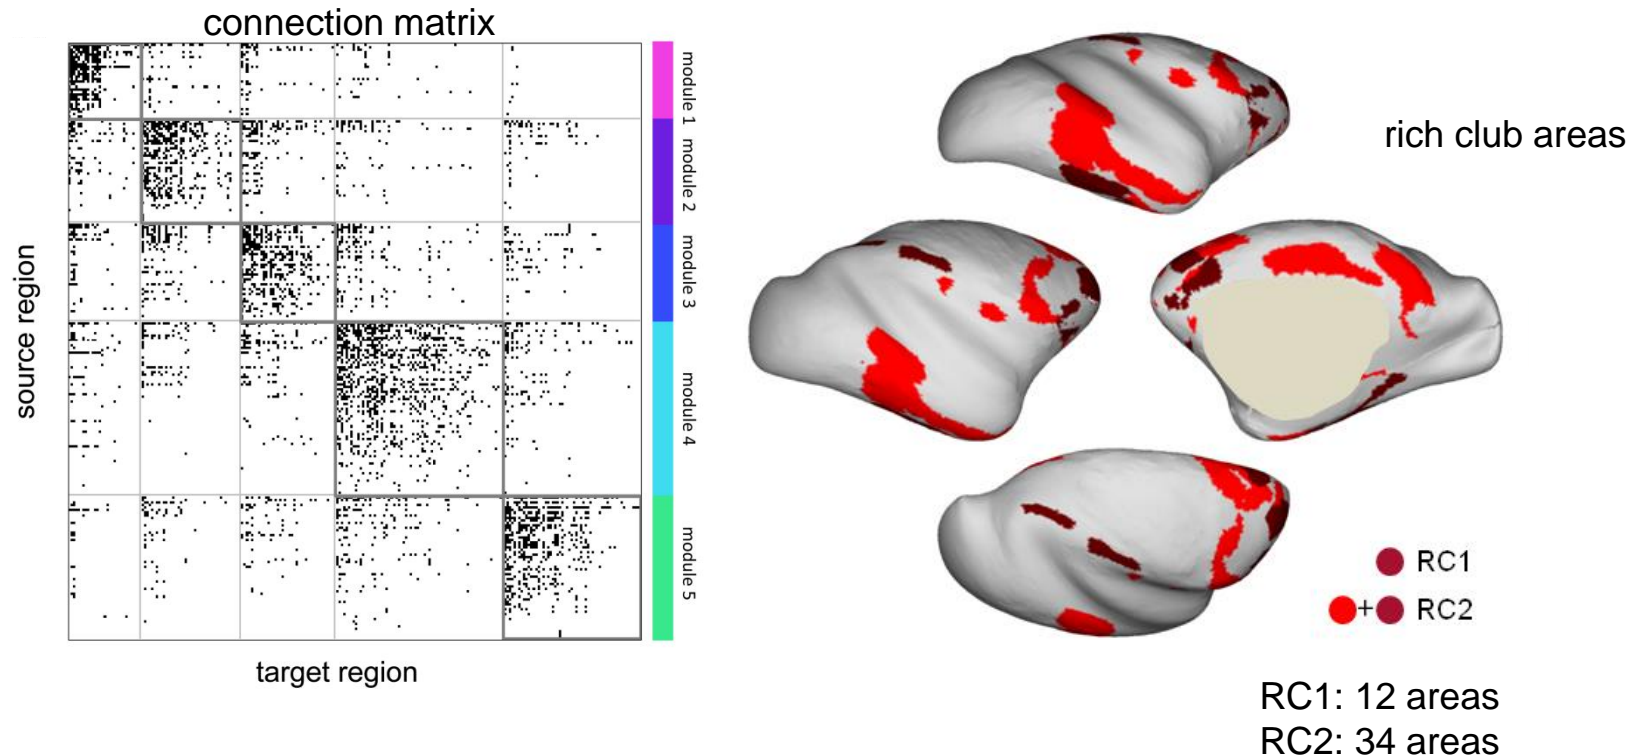 connection matrix
module 1
module 2
module 3
module 4
module 5
source region
target region
rich club areas
RC1
+ RC2
RC1: 12 areas
RC2: 34 areas